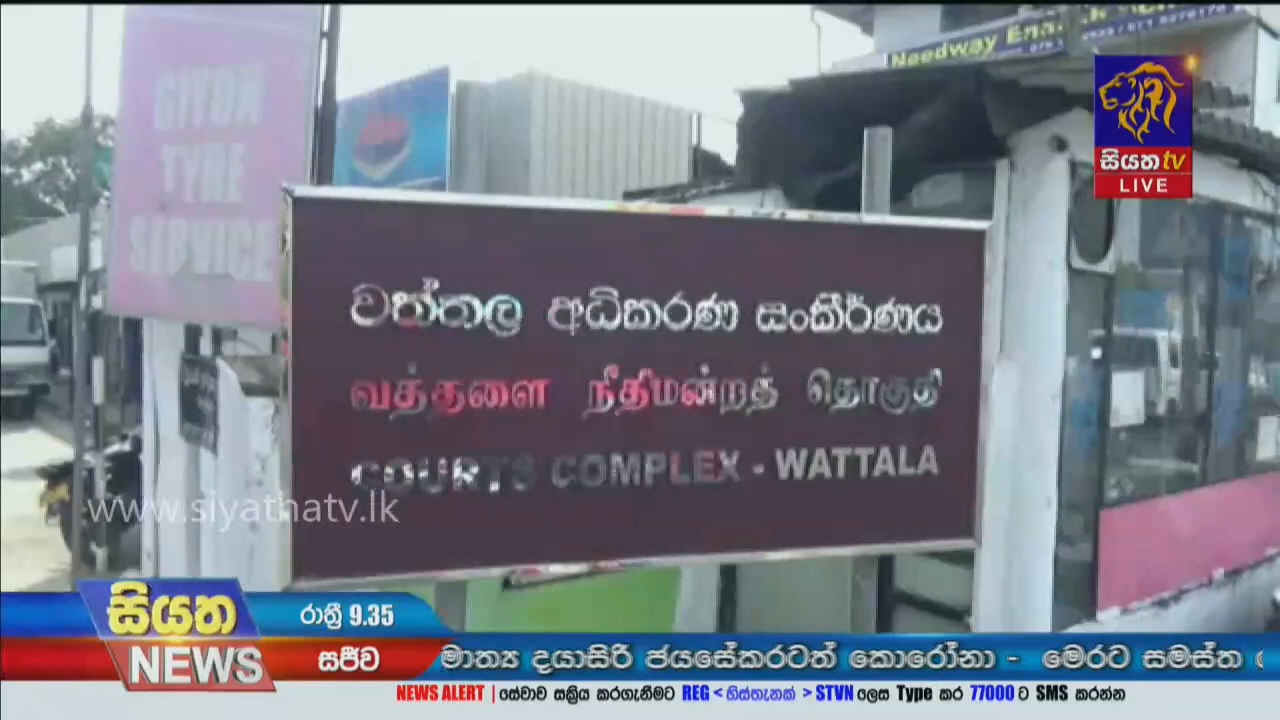 Needway
සියත tv
LIVE
GIYON
TYRE
SERVICE
වත්තල අධිකරණ සංකීර්ණය
வத்தளை நீதிமன்றத் தொகுதி
COURTS COMPLEX - WATTALA
www.siyathatv.lk
සියත
NEWS
රාත්‍රී 9.35
සජීව
මාත්‍ය දයාසිරි ජයසේකරටත් කොරෝනා - මෙරට සමස්ත
NEWS ALERT | සේවාව සක්‍රිය කරගැනීමට REG < හිස්තැනක් > STVN ලෙස Type කර 77000 ට SMS කරන්න